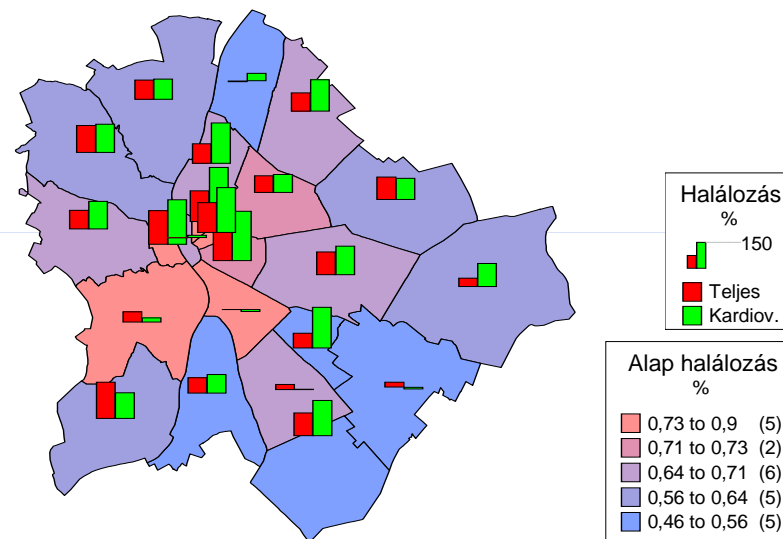 Halálozás
%
150
Teljes
Kardiov.
Alap halálozás
%
0,73 to 0,9 (5)
0,71 to 0,73 (2)
0,64 to 0,71 (6)
0,56 to 0,64 (5)
0,46 to 0,56 (5)